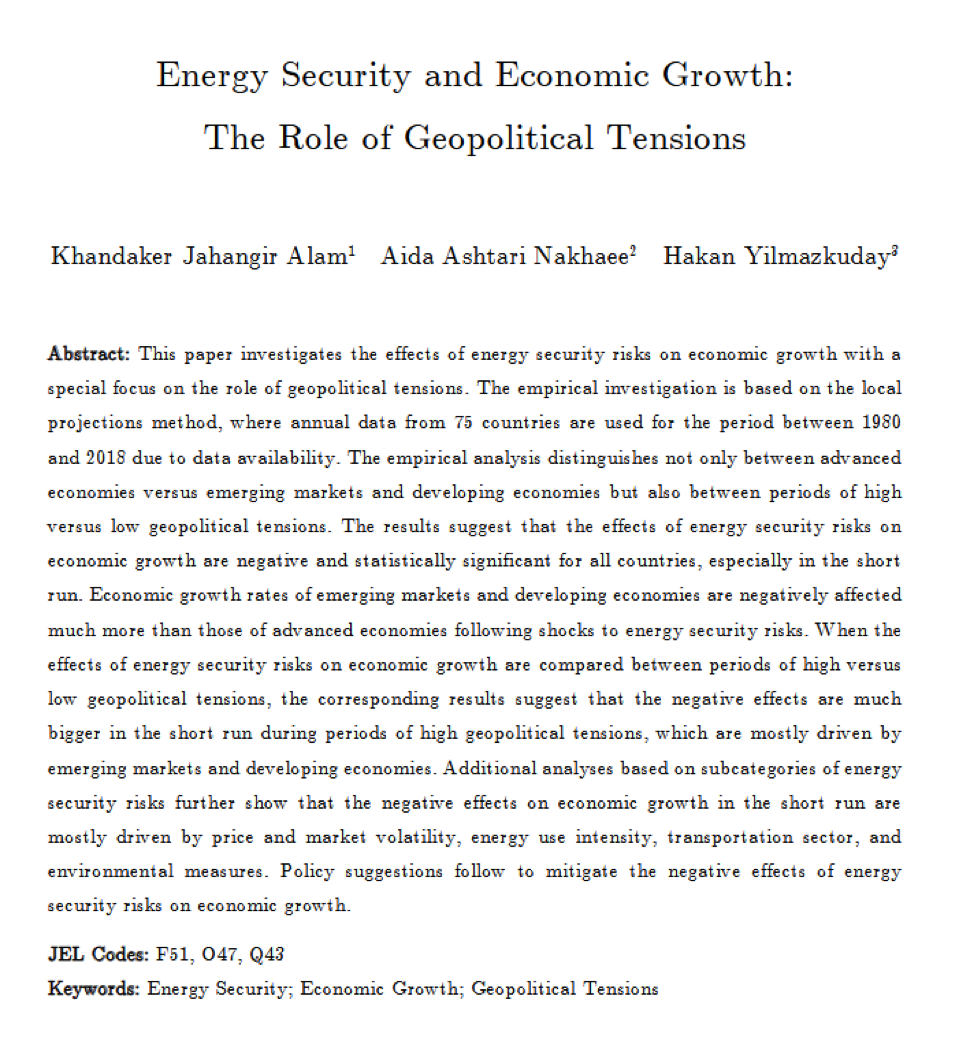 Energy Security and Economic Growth:
The Role of Geopolitical Tensions
Khandaker Jahangir Alam¹ Aida Ashtari Nakhaee² Hakan Yilmazkuday³
Abstract: This paper investigates the effects of energy security risks on economic growth with a
special focus on the role of geopolitical tensions. The empirical investigation is based on the local
projections method, where annual data from 75 countries are used for the period between 1980
and 2018 due to data availability. The empirical analysis distinguishes not only between advanced
economies versus emerging markets and developing economies but also between periods of high
versus low geopolitical tensions. The results suggest that the effects of energy security risks on
economic growth are negative and statistically significant for all countries, especially in the short
run. Economic growth rates of emerging markets and developing economies are negatively affected
much more than those of advanced economies following shocks to energy security risks. When the
effects of energy security risks on economic growth are compared between periods of high versus
low geopolitical tensions, the corresponding results suggest that the negative effects are much
bigger in the short run during periods of high geopolitical tensions, which are mostly driven by
emerging markets and developing economies. Additional analyses based on subcategories of energy
security risks further show that the negative effects on economic growth in the short run are
mostly driven by price and market volatility, energy use intensity, transportation sector, and
environmental measures. Policy suggestions follow to mitigate the negative effects of energy
security risks on economic growth.
JEL Codes: F51, O47, Q43
Keywords: Energy Security; Economic Growth; Geopolitical Tensions